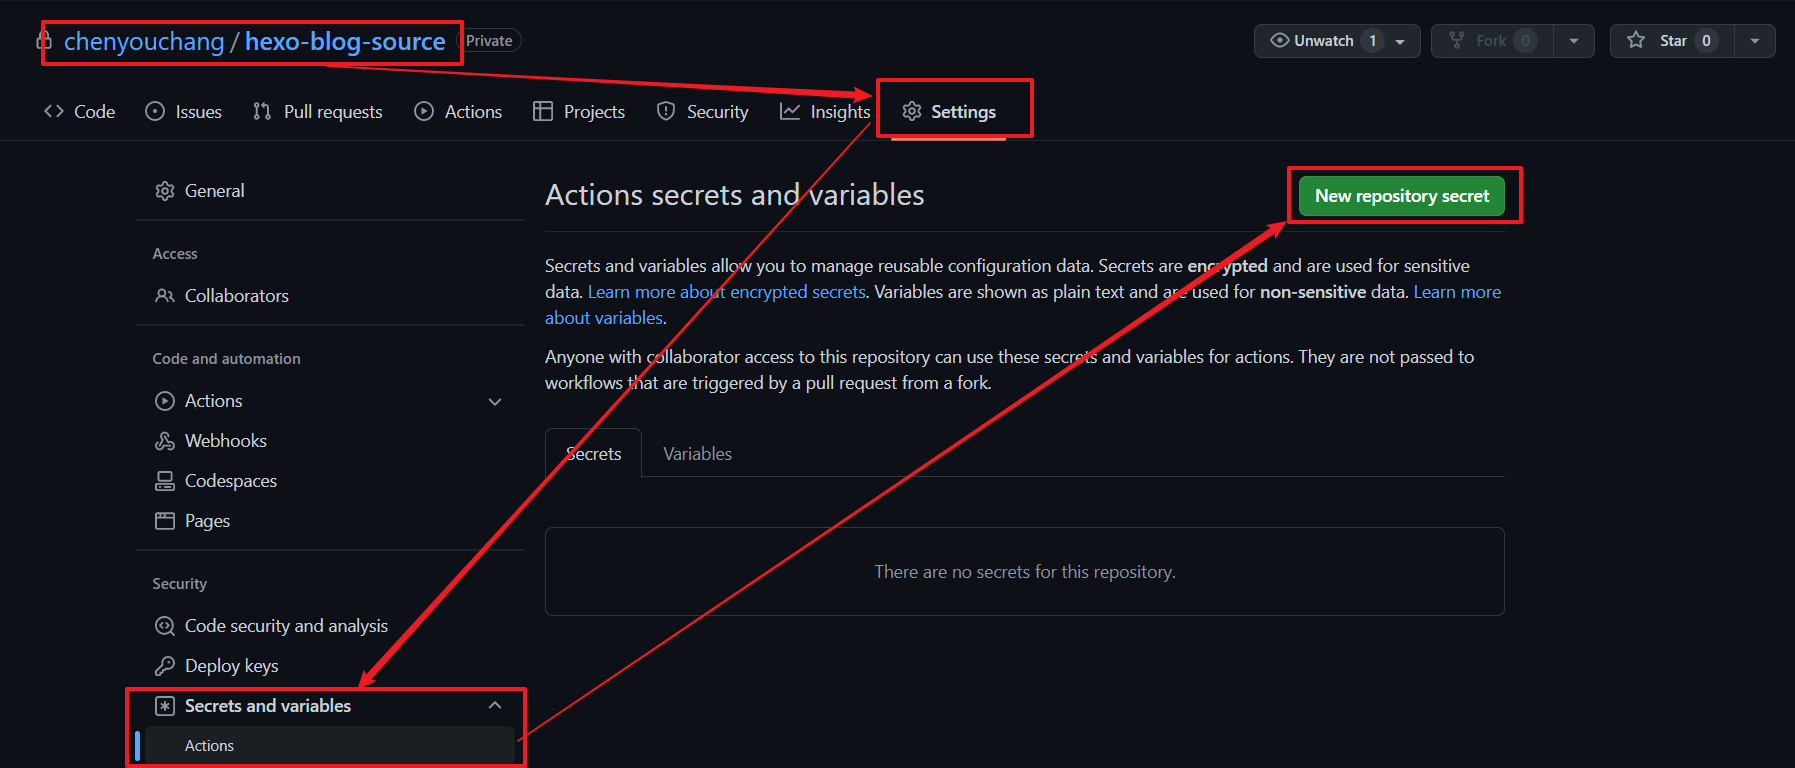 chenyouchang / hexo-blog-source Private
Unwatch 1
Fork 0
Star 0
Code
Issues
Pull requests
Actions
Projects
Security
Insights
Settings
General
Access
Collaborators
Code and automation
Actions
Webhooks
Codespaces
Pages
Security
Code security and analysis
Deploy keys
Secrets and variables
Actions
Actions secrets and variables
New repository secret
Secrets and variables allow you to manage reusable configuration data. Secrets are encrypted and are used for sensitive
data. Learn more about encrypted secrets. Variables are shown as plain text and are used for non-sensitive data. Learn more
about variables.
Anyone with collaborator access to this repository can use these secrets and variables for actions. They are not passed to
workflows that are triggered by a pull request from a fork.
Secrets
Variables
There are no secrets for this repository.